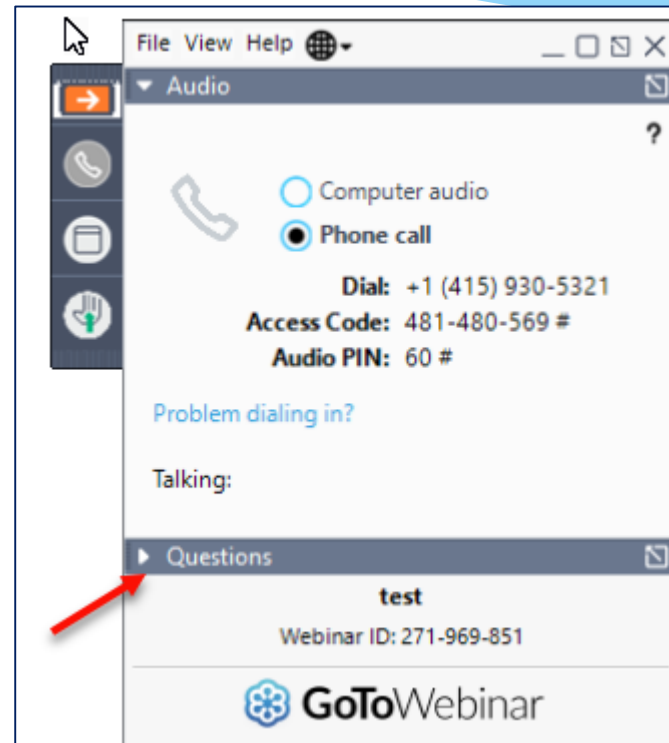 File View Help
Audio
?
Computer audio
Phone call
Dial: +1 (415) 930-5321
Access Code: 481-480-569 #
Audio PIN: 60 #
Problem dialing in?
Talking:
Questions
test
Webinar ID: 271-969-851
GoToWebinar